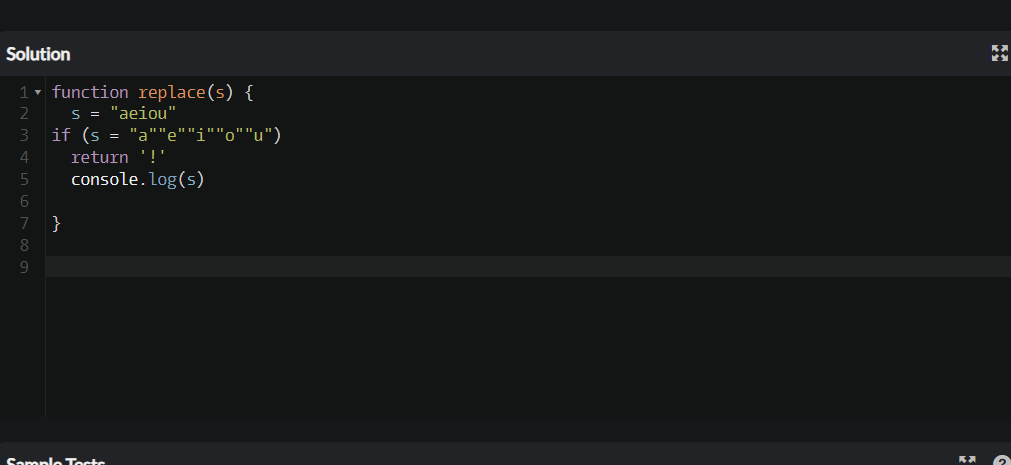 Solution
1 function replace(s) {
2 s = "aeiou"
3 if (s = "a""e""i""o""u")
4 return '!'
5 console.log(s)
6
7 }
8
9
Sample Tests